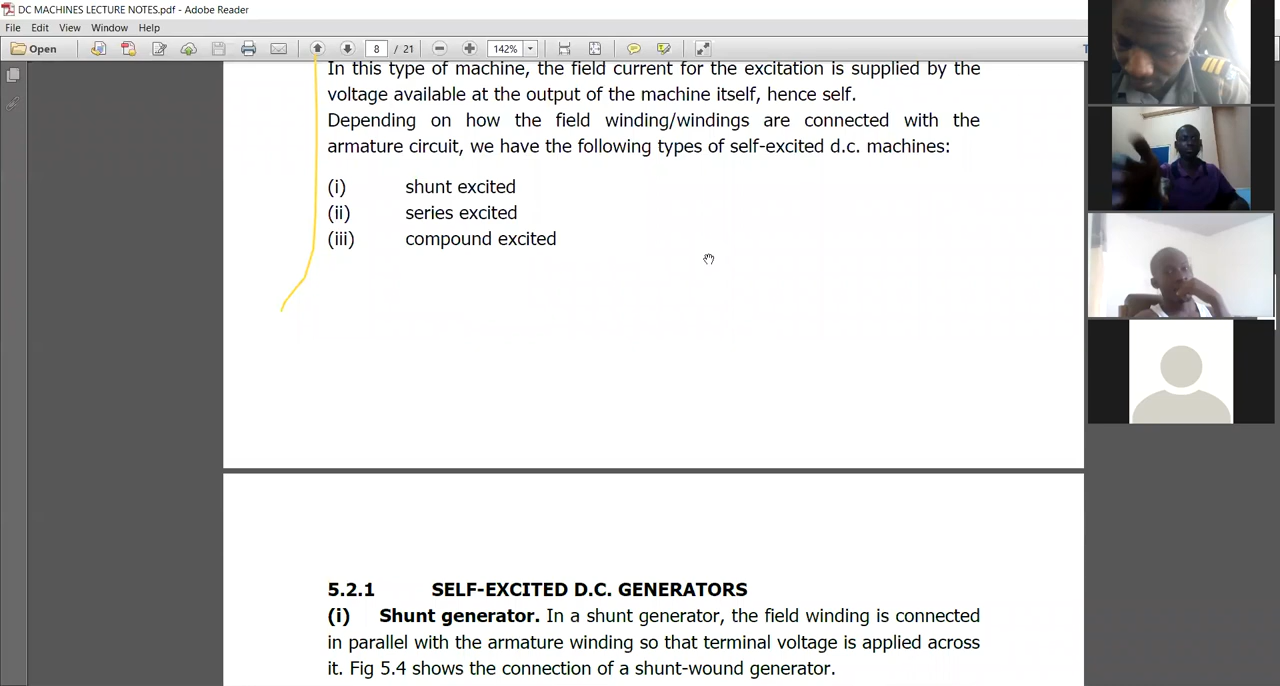 DC MACHINES LECTURE NOTES.pdf - Adobe Reader
File Edit View Window Help
Open 8 / 21 142%
In this type of machine, the field current for the excitation is supplied by the
voltage available at the output of the machine itself, hence self.
Depending on how the field winding/windings are connected with the
armature circuit, we have the following types of self-excited d.c. machines:
(i) shunt excited
(ii) series excited
(iii) compound excited
5.2.1 SELF-EXCITED D.C. GENERATORS
(i) Shunt generator. In a shunt generator, the field winding is connected
in parallel with the armature winding so that terminal voltage is applied across
it. Fig 5.4 shows the connection of a shunt-wound generator.